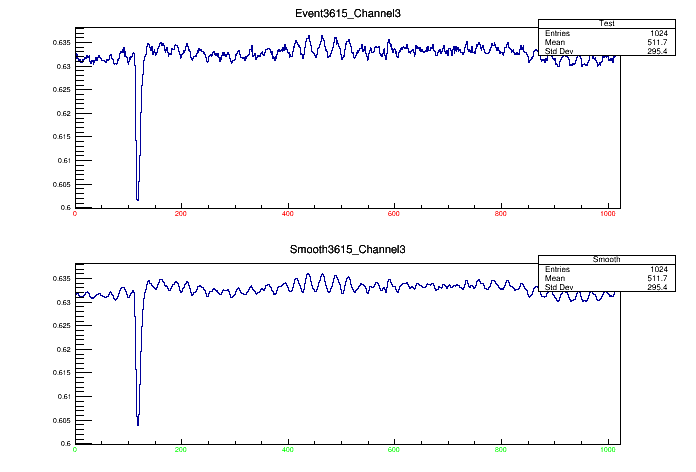 Event3615_Channel3
Test
Entries 1024
Mean 511.7
Std Dev 295.4
0.635
0.63
0.625
0.62
0.615
0.61
0.605
0.6
0 200 400 600 800 1000
Smooth3615_Channel3
Smooth
Entries 1024
Mean 511.7
Std Dev 295.4
0.635
0.63
0.625
0.62
0.615
0.61
0.605
0.6
0 200 400 600 800 1000